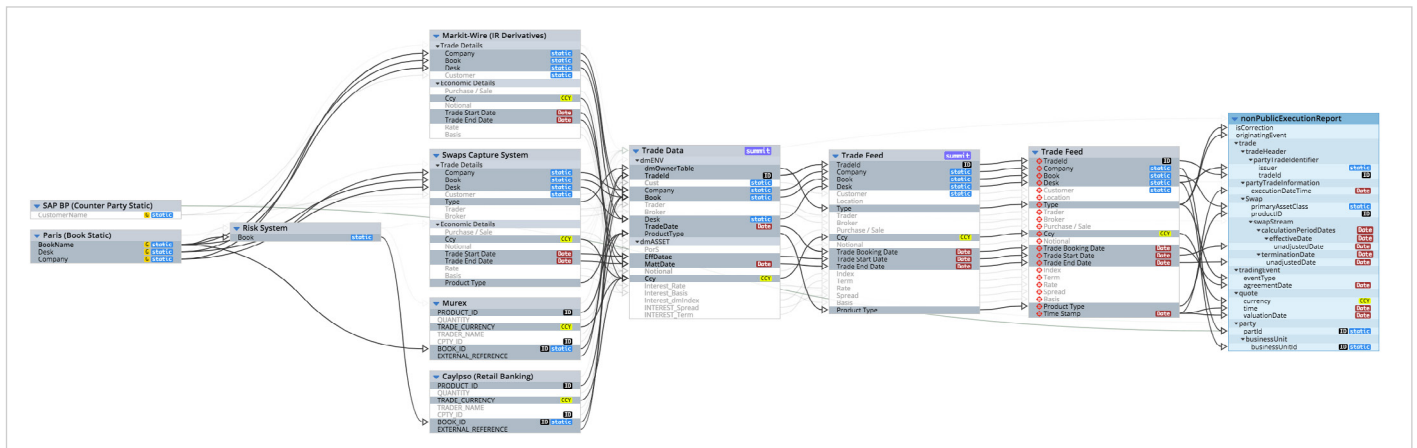 SAP BP (Counter Party Static)
CustomerName G static
Paris (Book Static)
BookName G static
Desk G static
Company G static
Risk System
Book static
Markit-Wire (IR Derivatives)
Trade Details
Company static
Book static
Desk static
Customer static
Economic Details
Purchase / Sale
Ccy CCY
Notional
Trade Start Date Date
Trade End Date Date
Rate
Basis
Swaps Capture System
Trade Details
Company static
Book static
Desk static
Customer static
Type
Trader
Broker
Economic Details
Purchase / Sale
Ccy CCY
Notional
Trade Start Date Date
Trade End Date Date
Rate
Basis
Product Type
Murex
PRODUCT_ID ID
QUANTITY
TRADE_CURRENCY CCY
TRADER_NAME
CPTY_ID ID
BOOK_ID ID static
EXTERNAL_REFERENCE
Caylpso (Retail Banking)
PRODUCT_ID ID
QUANTITY
TRADE_CURRENCY CCY
TRADER_NAME
CPTY_ID ID
BOOK_ID ID static
EXTERNAL_REFERENCE
Trade Data summit
dmENV
dmOwnerTable
TradeId ID
Cust static
Company static
Book static
Trader
Broker
Desk static
TradeDate Date
ProductType
dmASSET
PorS
EffDatae
MattDate Date
Notional
Ccy CCY
Interest_Rate
Interest_Basis
Interest_dmIndex
INTEREST_Spread
INTEREST_Term
Trade Feed summit
TradeId ID
Company static
Book static
Desk static
Customer static
Location
Type
Trader
Broker
Purchase / Sale
Ccy CCY
Notional
Trade Booking Date Date
Trade Start Date Date
Trade End Date Date
Index
Term
Rate
Spread
Basis
Product Type
Trade Feed
TradeId ID
Company static
Book static
Desk static
Customer static
Location
Type
Trader
Broker
Purchase / Sale
Ccy CCY
Notional
Trade Booking Date Date
Trade Start Date Date
Trade End Date Date
Index
Term
Rate
Spread
Basis
Product Type
Time Stamp Date
nonPublicExecutionReport
isCorrection
originatingEvent
trade
tradeHeader
partyTradeIdentifier
issuer static
tradeId ID
partyTradeInformation
executionDateTime Date
Swap
primaryAssetClass static
productID ID
swapStream
calculationPeriodDates Date
effectiveDate Date
unadjustedDate Date
terminationDate Date
unadjustedDate Date
tradingEvent
eventType
agreementDate Date
quote
currency CCY
time Date
valuationDate Date
party
partId ID static
businessUnit
businessUnitId ID static